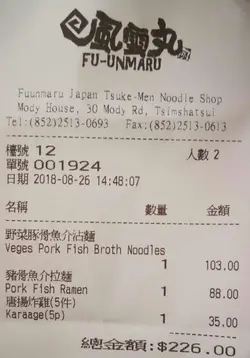 風雲丸
FU-UNMARU
Fuunmaru Japan Tsuke-Men Noodle Shop
Mody House, 30 Mody Rd, Tsimshatsui
Tel:(852)2513-0693 Fax:(852)2513-0613
檯號 12
人數 2
單號 001924
日期 2018-08-26 14:48:07
名稱 數量 金額
野菜豚骨魚介沾麵
Veges Pork Fish Broth Noodles
1 103.00
豬骨魚介拉麵
Pork Fish Ramen 1 88.00
唐揚炸雞(5件)
Karaage(5p) 1 35.00
總金額:$226.00